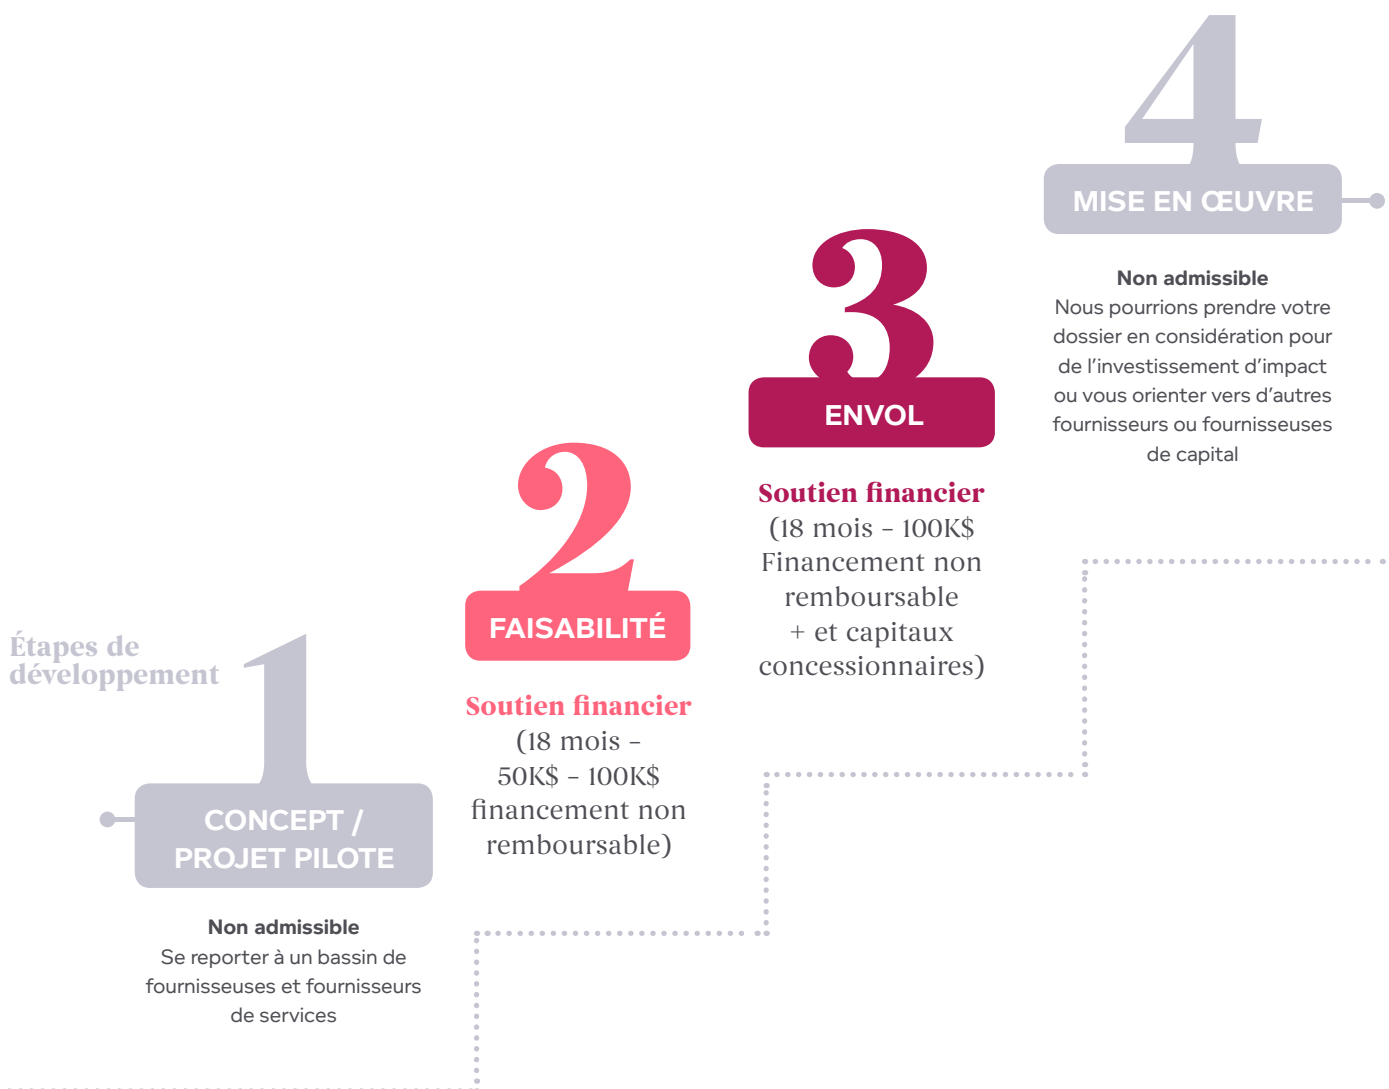 Étapes de
développement
1
CONCEPT /
PROJET PILOTE
Non admissible
Se reporter à un bassin de
fournisseuses et fournisseurs
de services
2
FAISABILITÉ
Soutien financier
(18 mois –
50K$ – 100K$
financement non
remboursable)
3
ENVOL
Soutien financier
(18 mois – 100K$
Financement non
remboursable
+ et capitaux
concessionnaires)
4
MISE EN ŒUVRE
Non admissible
Nous pourrions prendre votre
dossier en considération pour
de l’investissement d’impact
ou vous orienter vers d’autres
fournisseurs ou fournisseuses
de capital